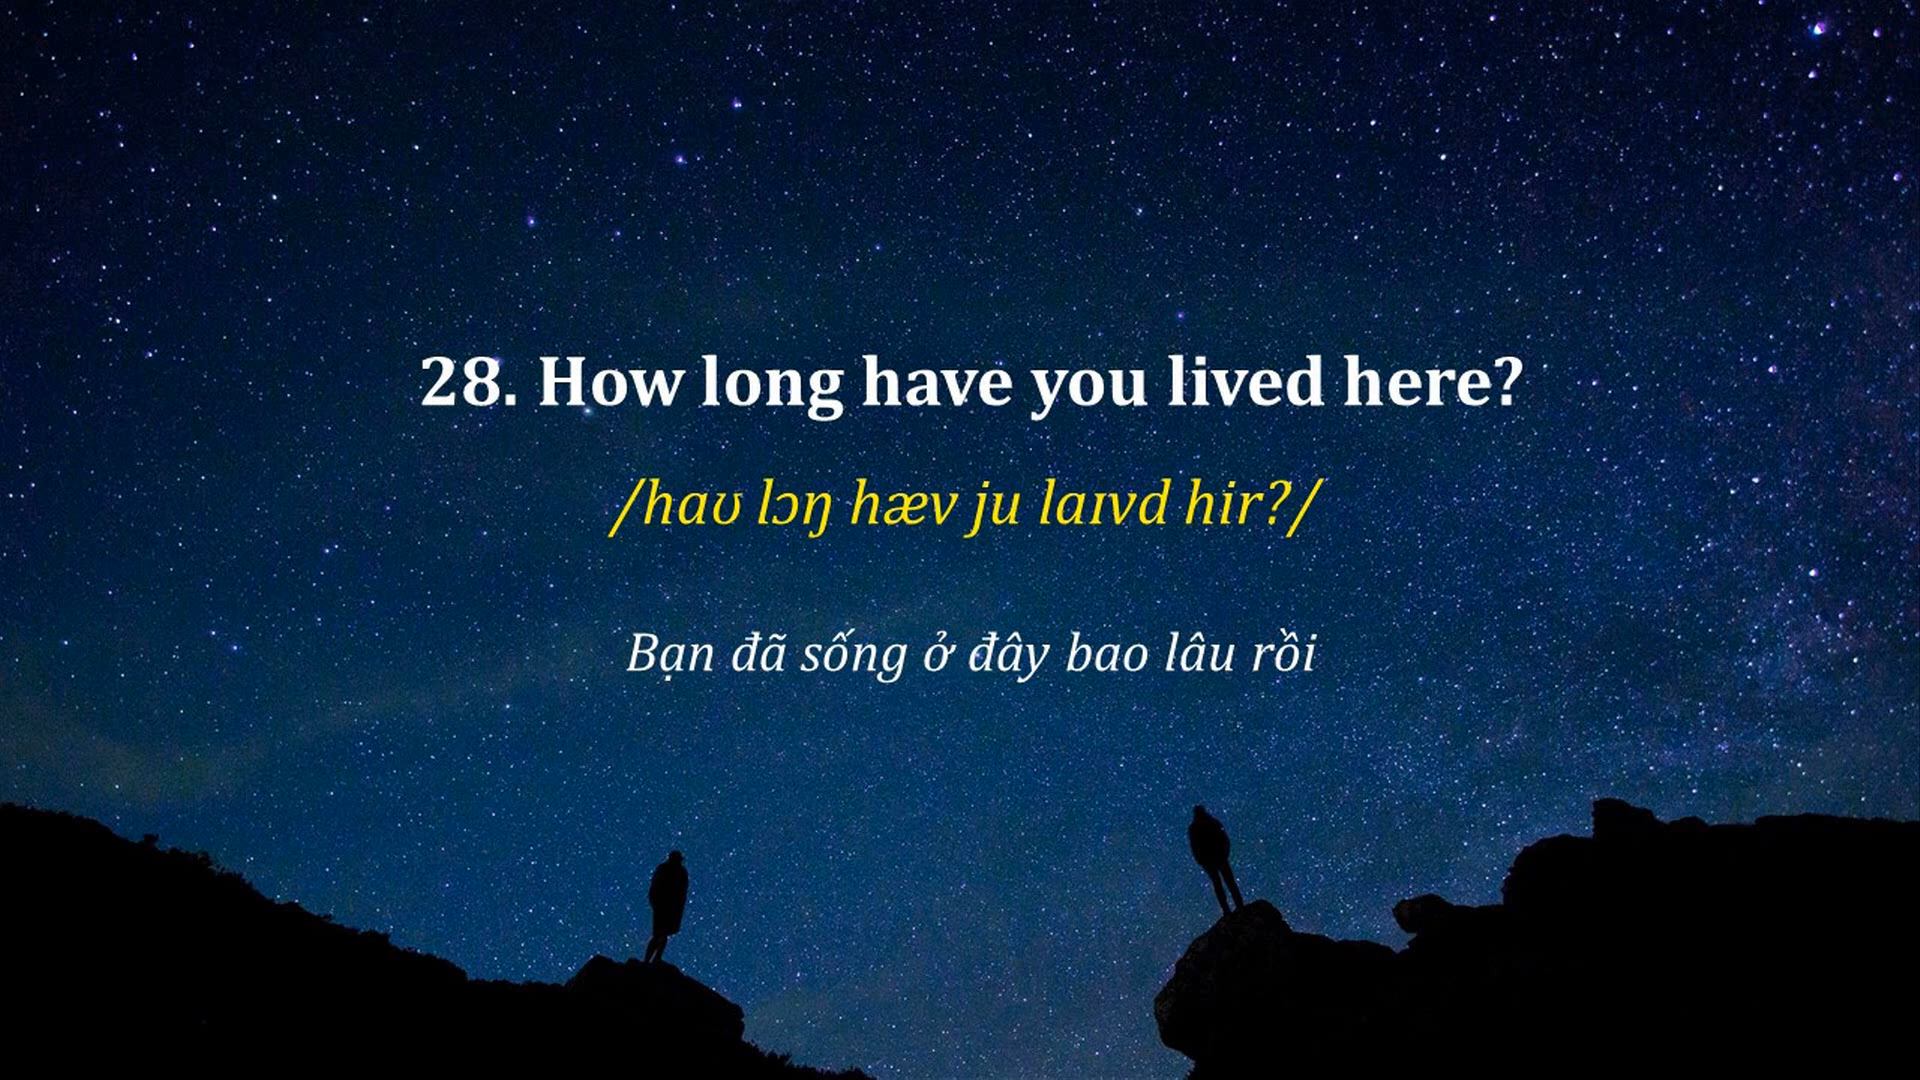 28. How long have you lived here?
/haʊ lɔŋ hæv ju laɪvd hir?/
Bạn đã sống ở đây bao lâu rồi